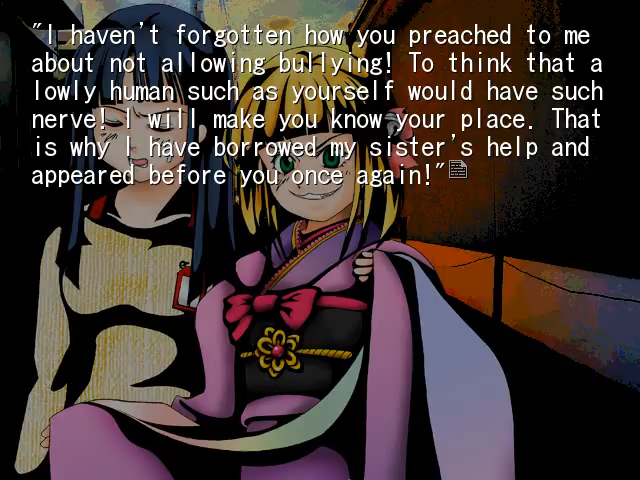 "I haven't forgotten how you preached to me
about not allowing bullying! To think that a
lowly human such as yourself would have such
nerve! I will make you know your place. That
is why I have borrowed my sister's help and
appeared before you once again!"